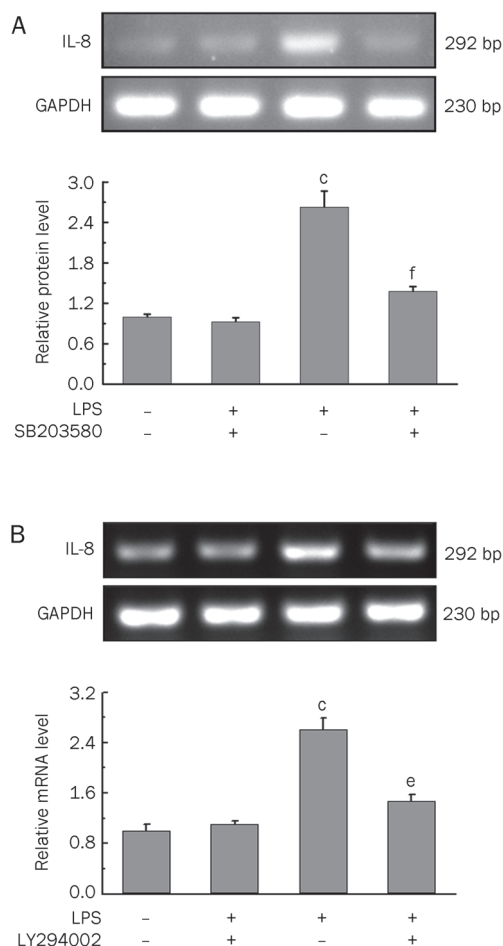 A
IL-8 292 bp
GAPDH 230 bp
Relative protein level
3.0
c
2.4
1.8
f
1.2
0.6
0.0
LPS – + + +
SB203580 – + – +
B
IL-8 292 bp
GAPDH 230 bp
Relative mRNA level
3.2
c
2.4
1.6
e
0.8
0.0
LPS – + + +
LY294002 – + – +